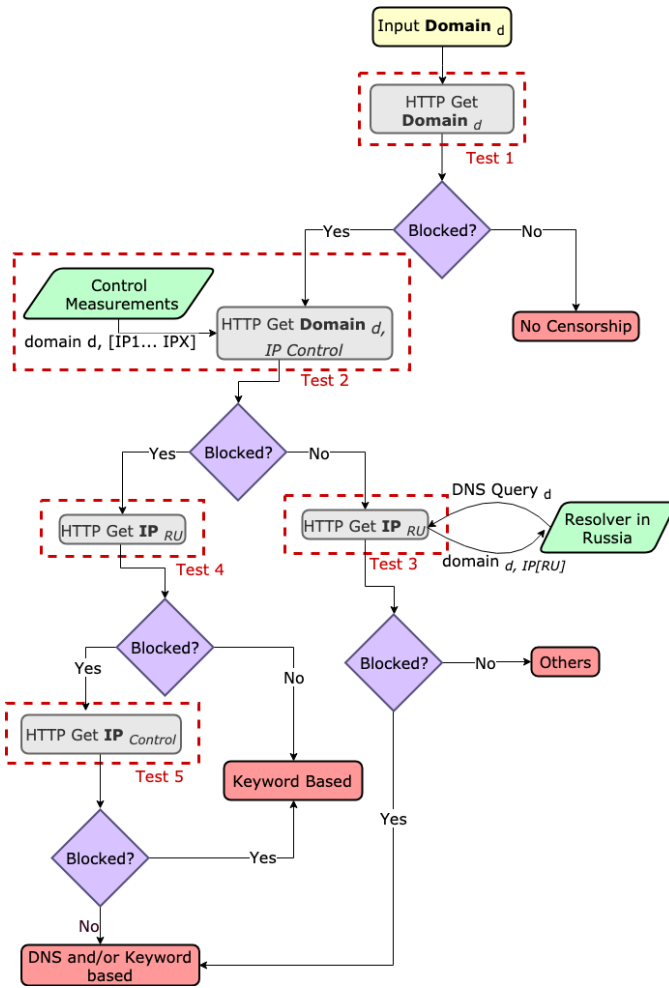 Input Domain d
HTTP Get
Domain d
Test 1
Blocked?
Yes
No
Control
Measurements
domain d, [IP1... IPX]
HTTP Get Domain d,
IP Control
Test 2
No Censorship
Blocked?
Yes
No
HTTP Get IP RU
Test 4
HTTP Get IP RU
Test 3
DNS Query d
domain d, IP[RU]
Resolver in
Russia
Blocked?
Yes
No
Blocked?
No
Others
Yes
HTTP Get IP Control
Test 5
Keyword Based
Blocked?
Yes
No
DNS and/or Keyword
based